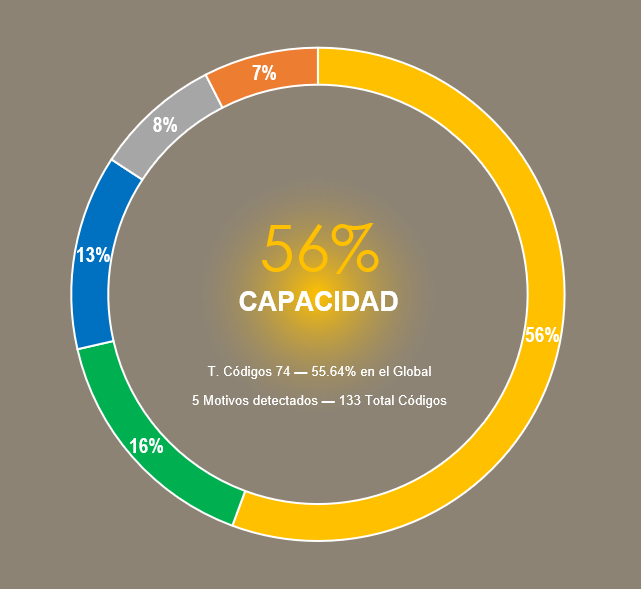 7%
8%
13%
56%
CAPACIDAD
56%
T. Códigos 74 — 55.64% en el Global
5 Motivos detectados — 133 Total Códigos
16%